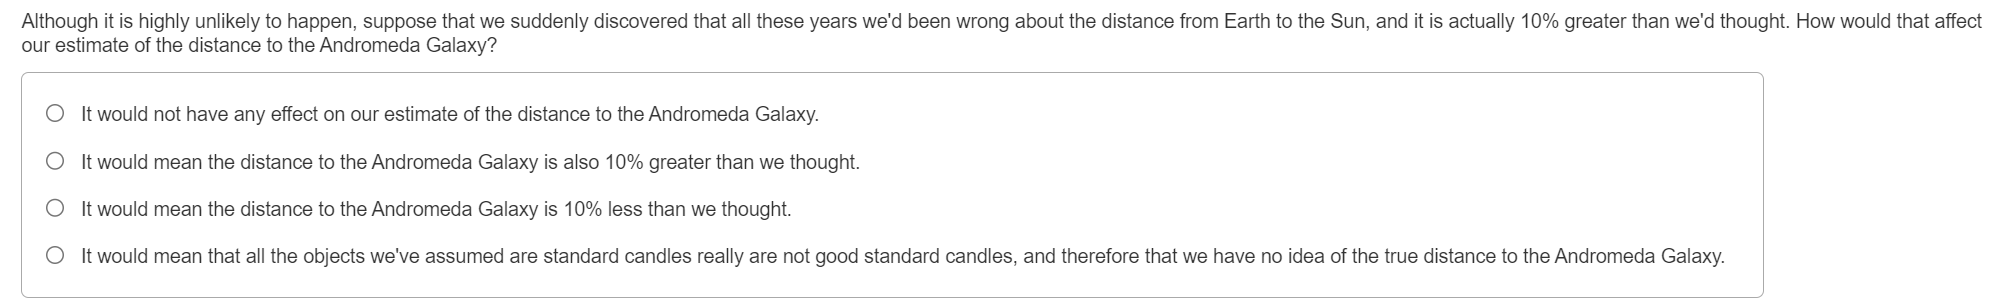 Although it is highly unlikely to happen, suppose that we suddenly discovered that all these years we'd been wrong about the distance from Earth to the Sun, and it is actually 10% greater than we'd thought. How would that affect
our estimate of the distance to the Andromeda Galaxy?
It would not have any effect on our estimate of the distance to the Andromeda Galaxy.
It would mean the distance to the Andromeda Galaxy is also 10% greater than we thought.
It would mean the distance to the Andromeda Galaxy is 10% less than we thought.
It would mean that all the objects we've assumed are standard candles really are not good standard candles, and therefore that we have no idea of the true distance to the Andromeda Galaxy.